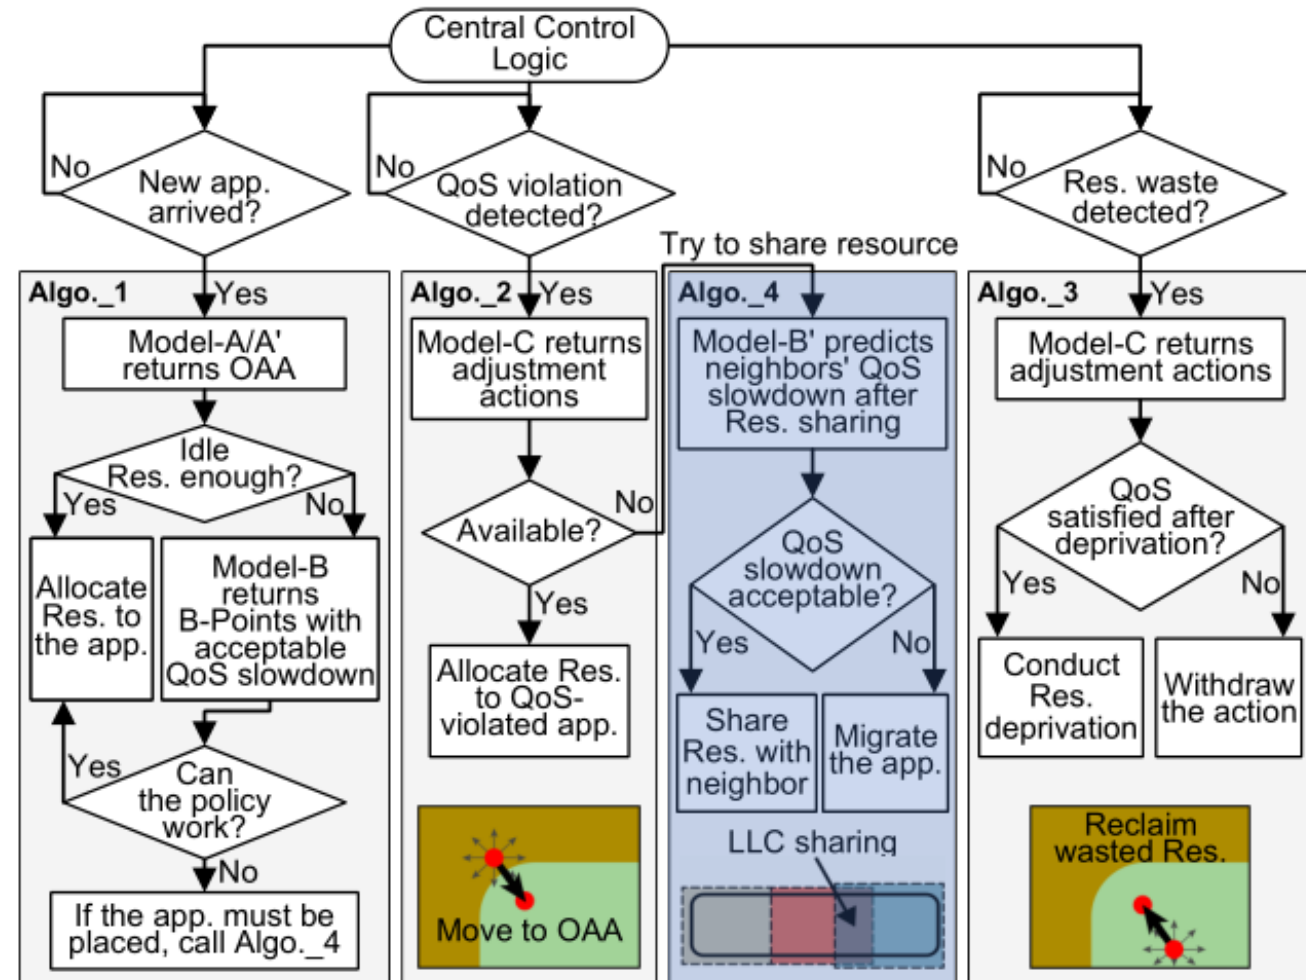 Central Control
Logic
No
New app.
arrived?
No
QoS violation
detected?
No
Res. waste
detected?
Try to share resource
Algo._1
Yes
Model-A/A'
returns OAA
Idle
Res. enough?
Yes
No
Allocate
Res. to
the app.
Model-B
returns
B-Points with
acceptable
QoS slowdown
Yes
Can
the policy
work?
No
If the app. must be
placed, call Algo._4
Algo._2
Yes
Model-C returns
adjustment
actions
No
Available?
Yes
Allocate Res.
to QoS-
violated app.
Move to OAA
Algo._4
Model-B' predicts
neighbors' QoS
slowdown after
Res. sharing
QoS
slowdown
acceptable?
Yes
No
Share
Res. with
neighbor
Migrate
the app.
LLC sharing
Algo._3
Yes
Model-C returns
adjustment actions
QoS
satisfied after
deprivation?
Yes
No
Conduct
Res.
deprivation
Withdraw
the action
Reclaim
wasted Res.